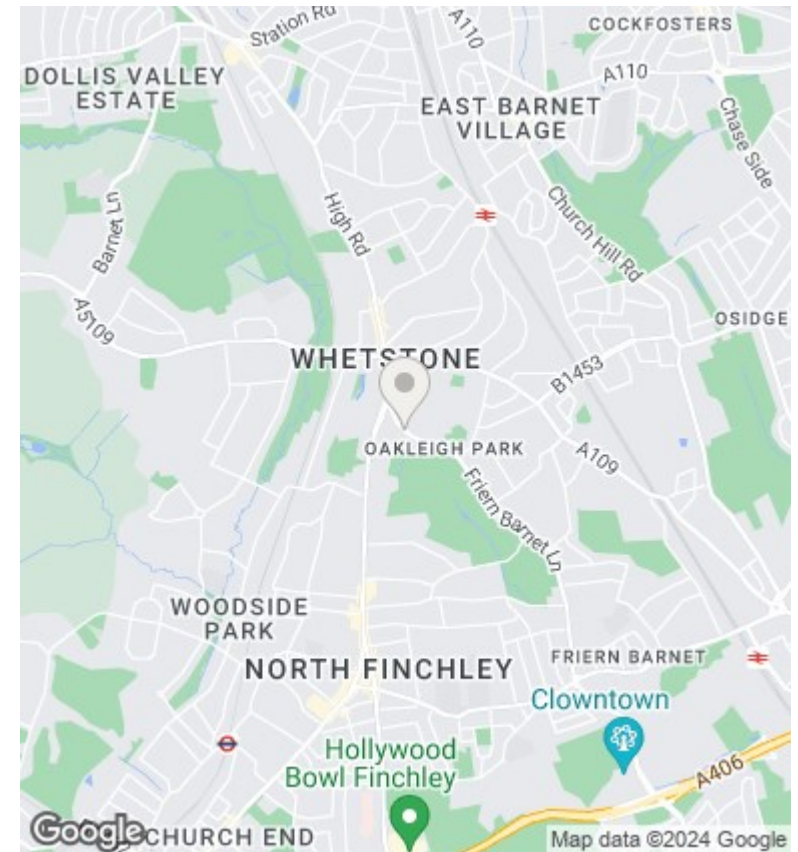 Station Rd
A110
COCKFOSTERS
DOLLIS VALLEY
ESTATE
A110
EAST BARNET
VILLAGE
Chase Side
High Rd
Barnet Ln
Church Hill Rd
A5109
OSIDGE
WHETSTONE
B1453
OAKLEIGH PARK
A109
Friern Barnet Ln
WOODSIDE
PARK
NORTH FINCHLEY
FRIERN BARNET
Clowntown
Hollywood
Bowl Finchley
A406
Google
CHURCH END
Map data ©2024 Google